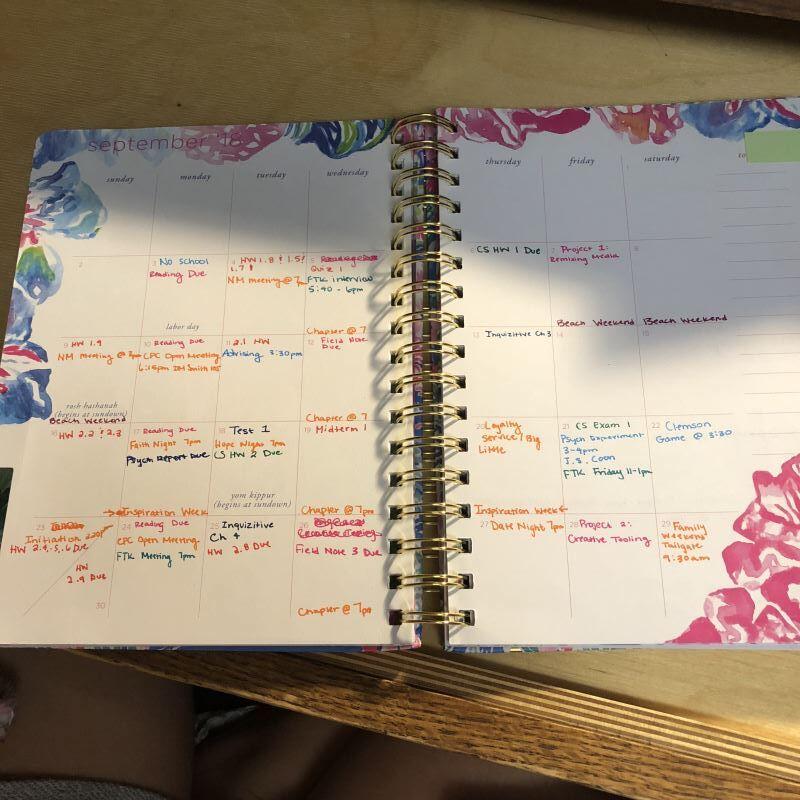 september '18
sunday
monday
tuesday
wednesday
thursday
friday
saturday
2
3 No School
Reading Due
labor day
4 HW 1.8 & 1.5/
1.7 !
NM meeting @ 7pm
5
Quiz 1
FTK interview
5:40 - 6pm
Chapter @ 7
6 CS HW 1 Due
7 Project 1:
Remixing Media
Beach Weekend
8
Beach Weekend
9 HW 1.9
NM meeting @ 7pm
rosh hashanah
(begins at sundown)
Beach Weekend
10 Reading Due
CPC Open Meeting
6:15pm
11 2.1 HW
Advising 3:30pm
12 Field Note
Due
Chapter @ 7
13 Inquizitive Ch 3
14
15
16 HW 2.2 & 2.3
17 Reading Due
Faith Night 7pm
Psych Report Due
Inspiration Week
18 Test 1
Hope Night 7pm
CS HW 2 Due
yom kippur
(begins at sundown)
19 Midterm 1
Chapter @ 7pm
20 Loyalty
Service / Big
Little
Inspiration Week
21 CS Exam 1
Psych Experiment
3-4pm
J.S. Coon
FTK Friday 11-1pm
22 Clemson
Game @ 3:30
23
Initiation
HW 2.4,.5,.6 Due
HW
2.9 Due
30
24 Reading Due
CPC Open Meeting
FTK Meeting 7pm
25 Inquizitive
Ch 4
HW 2.8 Due
26
Creative Tooling
Field Note 3 Due
Chapter @ 7pm
27 Date Night 7pm
28 Project 2:
Creative Tooling
29 Family
Weekend
Tailgate
9:30am